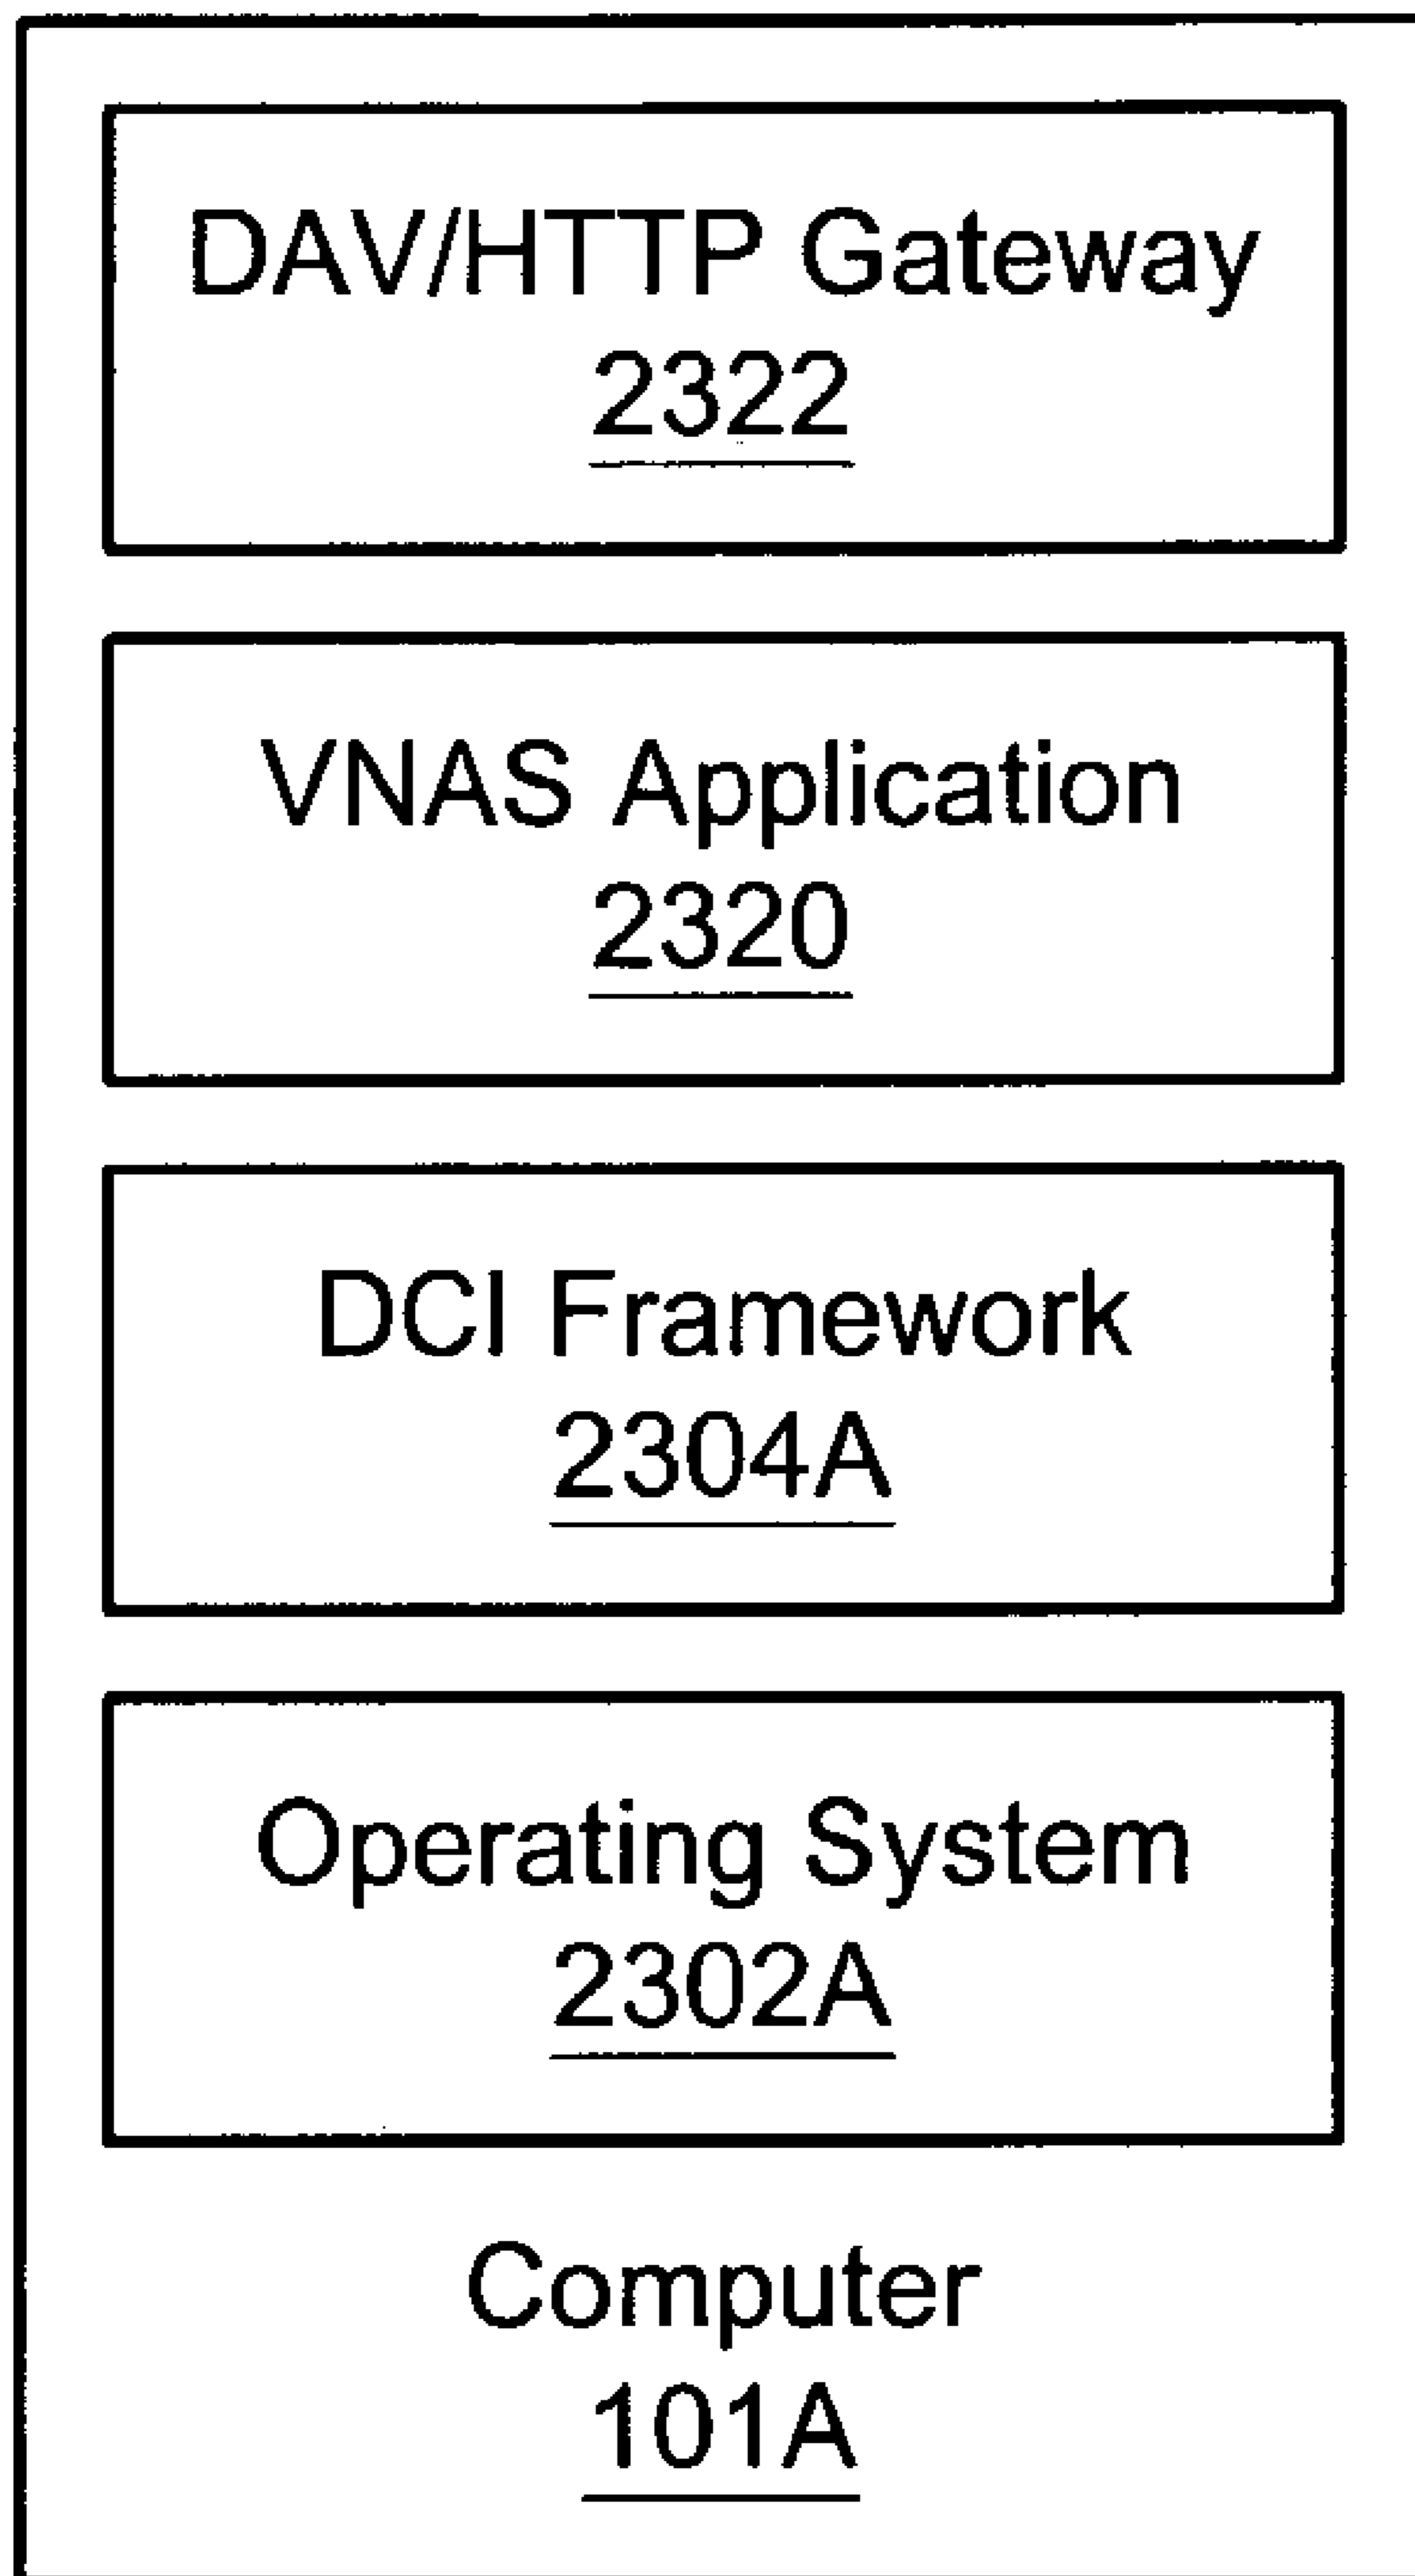 DAV/HTTP Gateway
2322
VNAS Application
2320
DCI Framework
2304A
Operating System
2302A
Computer
101A